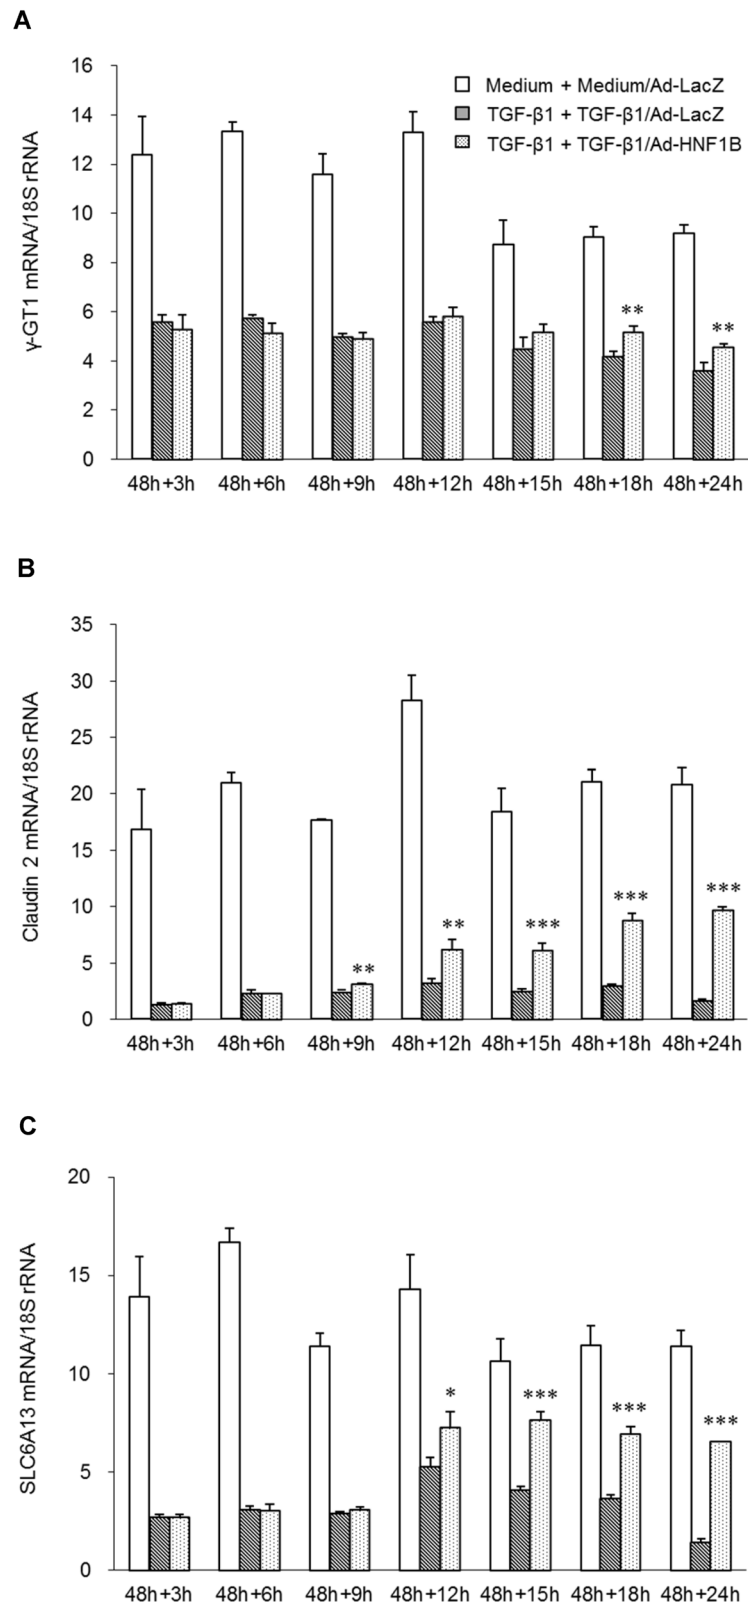 A
γ-GT1 mRNA/18S rRNA
16
14
12
10
8
6
4
2
0
Medium + Medium/Ad-LacZ
TGF-β1 + TGF-β1/Ad-LacZ
TGF-β1 + TGF-β1/Ad-HNF1B
** **
48h+3h 48h+6h 48h+9h 48h+12h 48h+15h 48h+18h 48h+24h
B
Claudin 2 mRNA/18S rRNA
35
30
25
20
15
10
5
0
** ** *** *** ***
48h+3h 48h+6h 48h+9h 48h+12h 48h+15h 48h+18h 48h+24h
C
SLC6A13 mRNA/18S rRNA
20
15
10
5
0
* *** *** ***
48h+3h 48h+6h 48h+9h 48h+12h 48h+15h 48h+18h 48h+24h